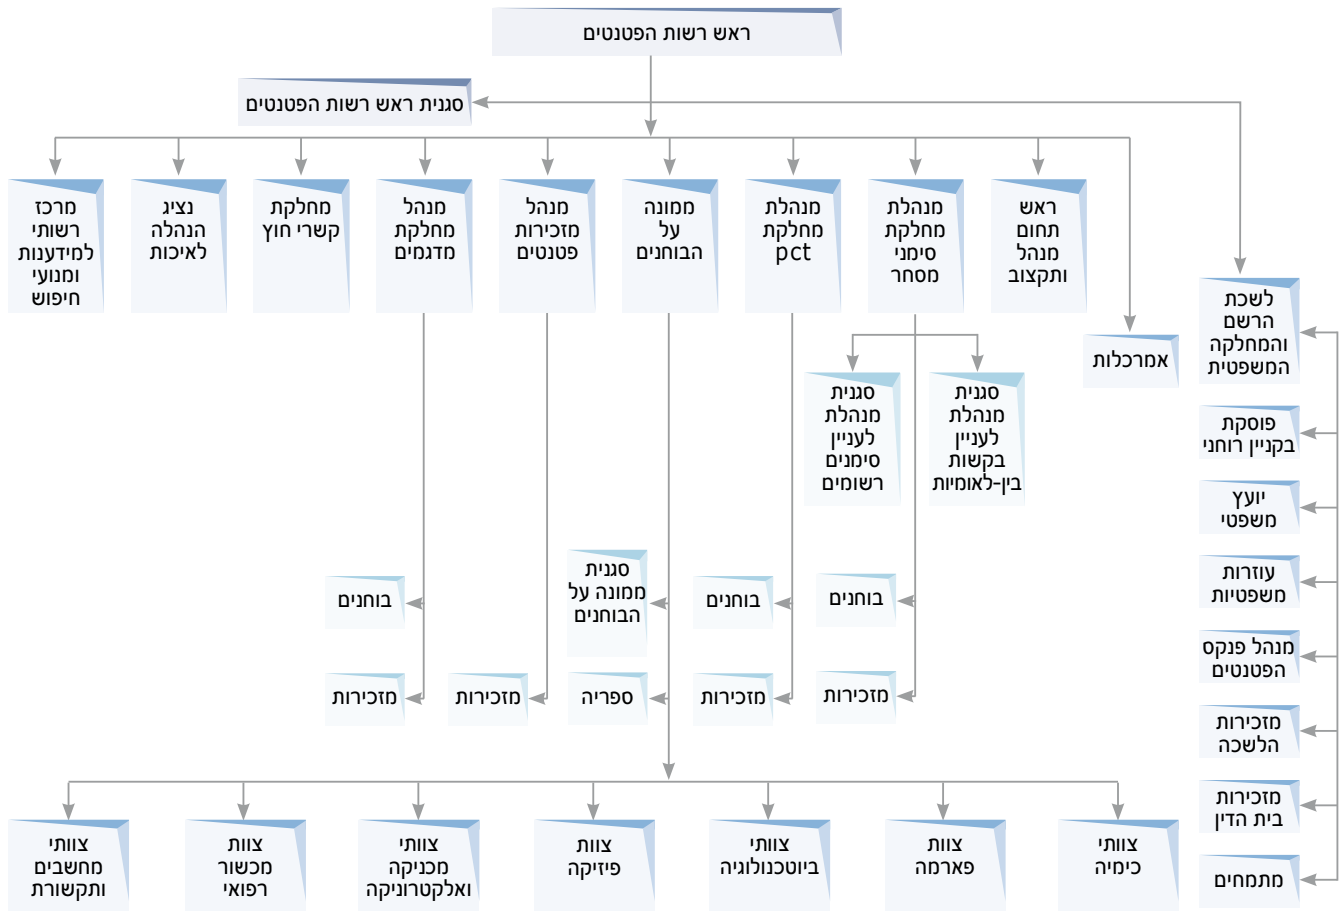 ראש רשות הפטנטים
סגנית ראש רשות הפטנטים
ראש
תחום
מנהל
ותקצוב
מנהלת
מחלקת
סימני
מסחר
מנהלת
מחלקת
pct
ממונה
על
הבוחנים
מנהל
מזכירות
פטנטים
מנהל
מחלקת
מדגמים
מחלקת
קשרי חוץ
נציג
הנהלה
לאיכות
מרכז
רשותי
למידענות
ומנועי
חיפוש
לשכת
הרשם
והמחלקה
המשפטית
אמרכלות
סגנית
מנהלת
לעניין
בקשות
בין-לאומיות
סגנית
מנהלת
לעניין
סימנים
רשומים
פוסקת
בקניין רוחני
יועץ
משפטי
עוזרות
משפטיות
מנהל פנקס
הפטנטים
מזכירות
הלשכה
מזכירות
בית הדין
מתמחים
בוחנים
בוחנים
סגנית
ממונה על
הבוחנים
בוחנים
מזכירות
מזכירות
ספריה
מזכירות
מזכירות
צוותי
כימיה
צוות
פארמה
צוותי
ביוטכנולוגיה
צוות
פיזיקה
צוותי
מכניקה
ואלקטרוניקה
צוות
מכשור
רפואי
צוותי
מחשבים
ותקשורת